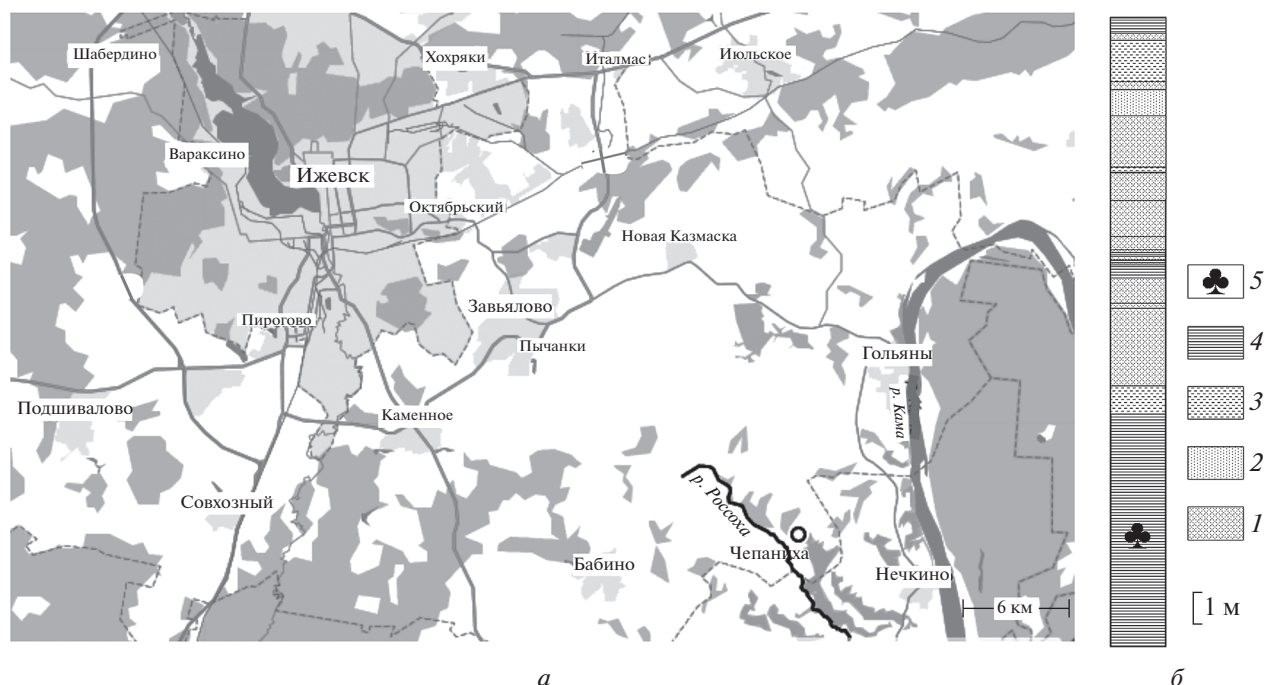 Шабердино
Хохряки
Италмас
Июльское
Вараксино
Ижевск
Октябрьский
Новая Казмаска
Завьялово
Пирогово
Пычанки
Гольяны
р. Кама
Подшивалово
Каменное
Совхозный
р. Россоха
Чепаниха
Бабино
Нечкино
6 км
5
4
3
2
1
1 м
а
б